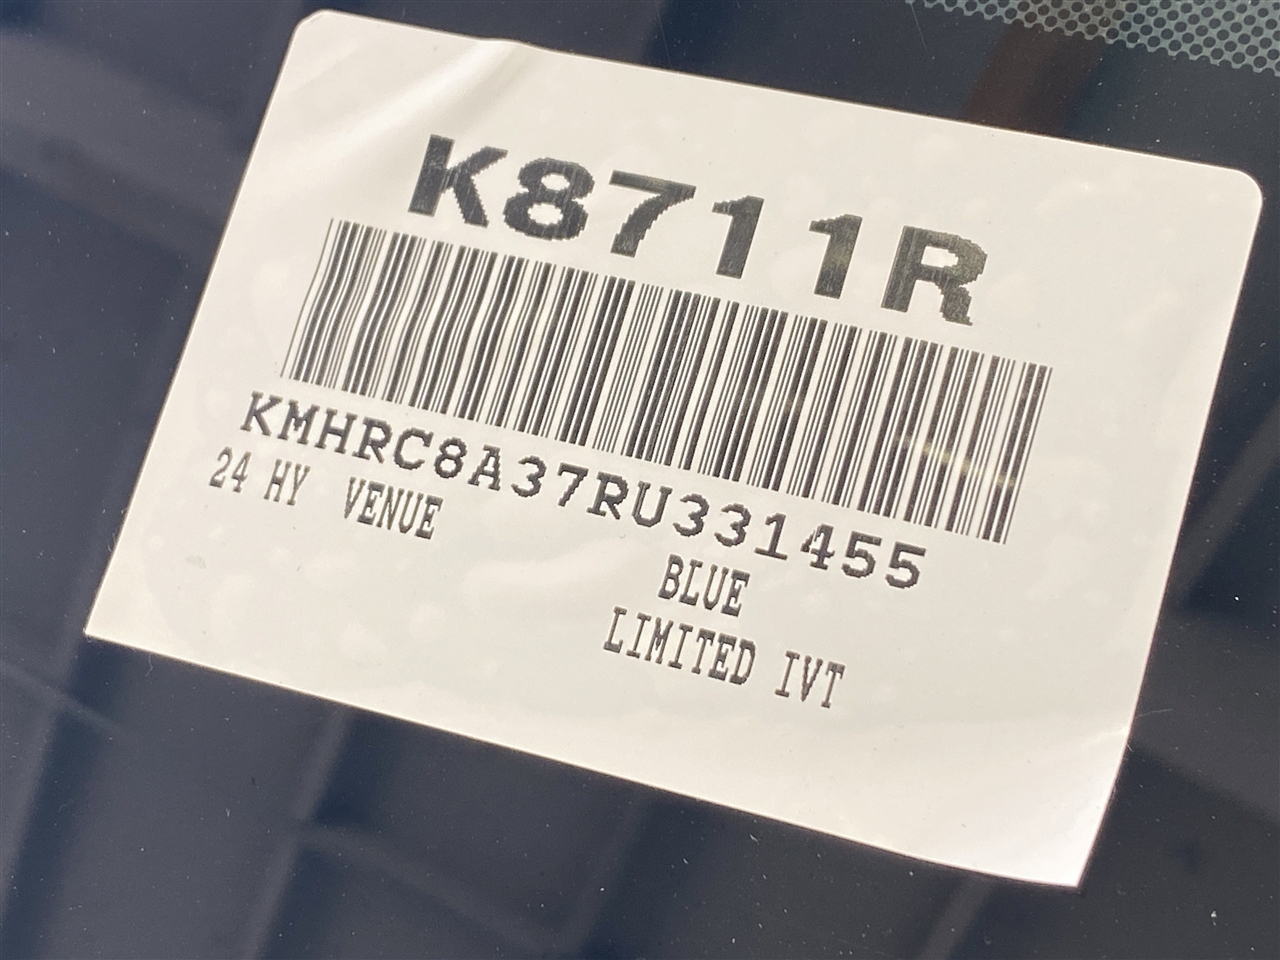 K8711R
KMHRC8A37RU331455
24 HY VENUE
BLUE
LIMITED IVT